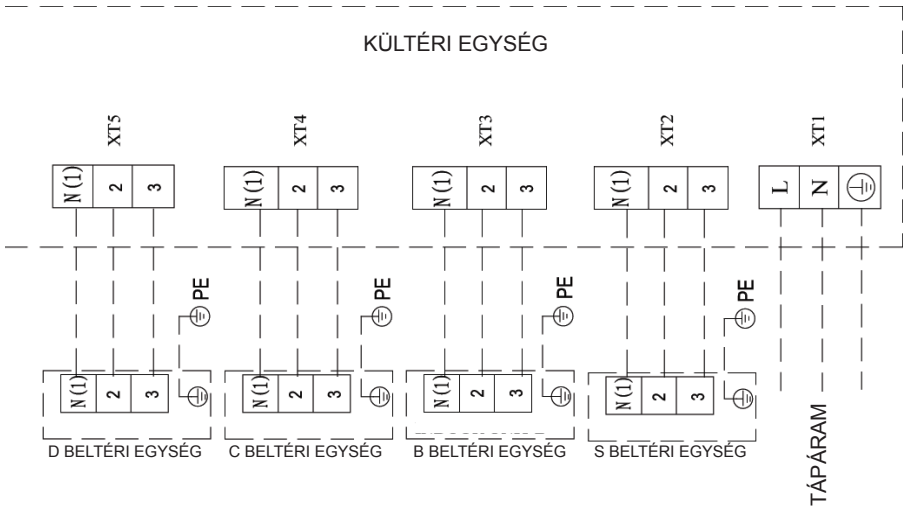 KÜLTÉRI EGYSÉG
XT5
XT4
XT3
XT2
XT1
N (1) 2 3
N (1) 2 3
N (1) 2 3
N (1) 2 3
L N
PE
PE
PE
PE
N (1) 2 3
N (1) 2 3
N (1) 2 3
N (1) 2 3
D BELTÉRI EGYSÉG
C BELTÉRI EGYSÉG
B BELTÉRI EGYSÉG
S BELTÉRI EGYSÉG
TÁPÁRAM